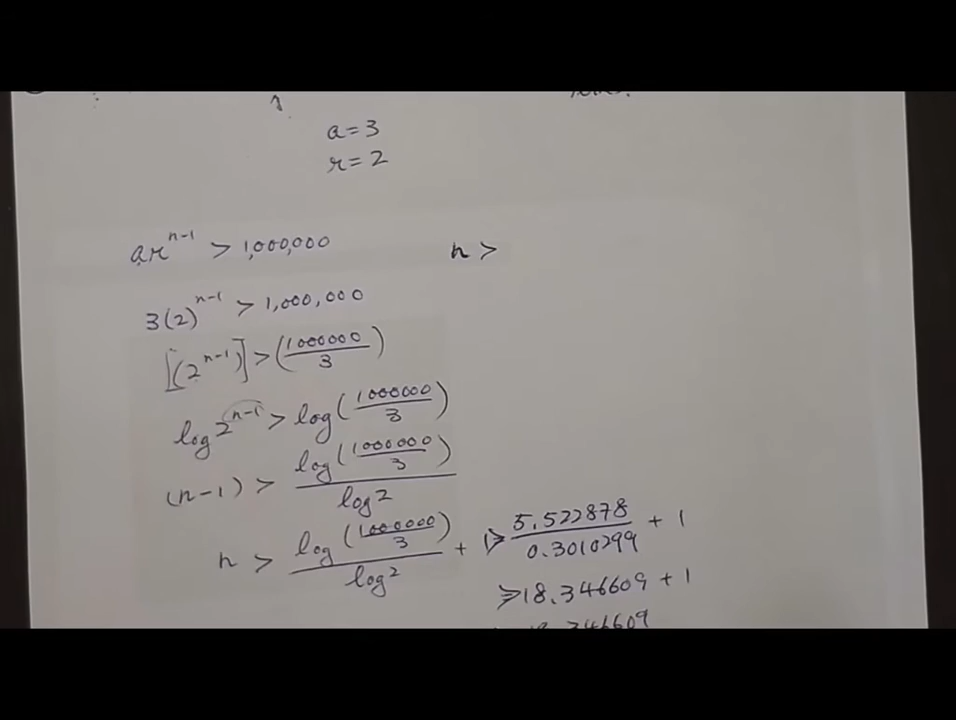 a = 3
r = 2
ar^{n-1} > 1,000,000
n >
3(2)^{n-1} > 1,000,000
[(2^{n-1})] > (1000000/3)
log 2^{n-1} > log (1000000/3)
(n-1) > log (1000000/3) / log 2
n > log (1000000/3) / log 2 + 1 > 5.522878 / 0.3010299 + 1
> 18.346609 + 1